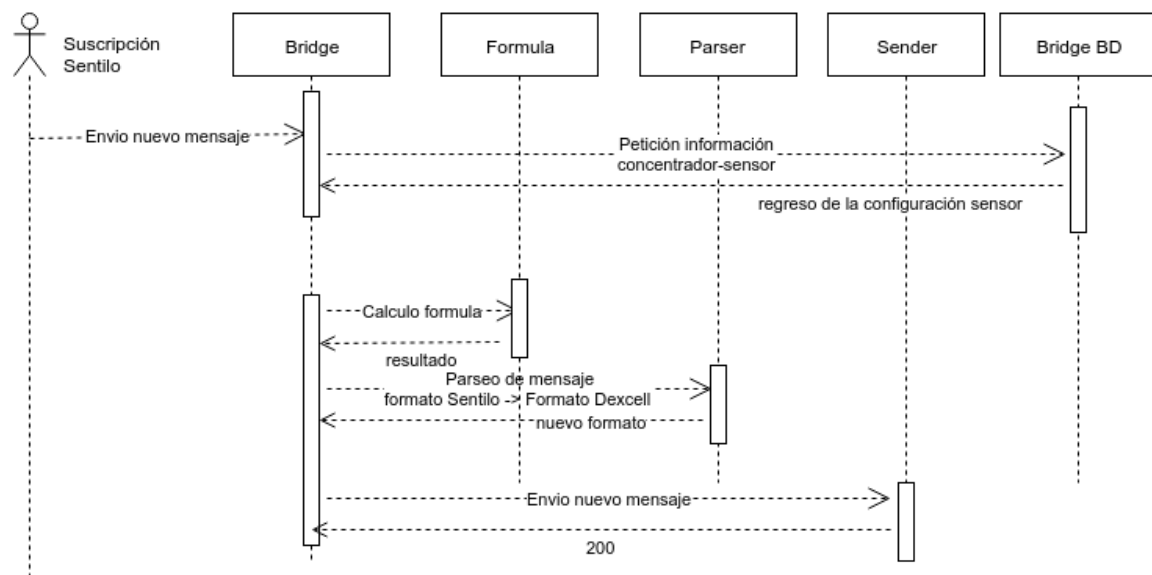 Suscripción
Sentilo
Bridge
Formula
Parser
Sender
Bridge BD
Envio nuevo mensaje
Petición información
concentrador-sensor
regreso de la configuración sensor
Calculo formula
resultado
Parseo de mensaje
formato Sentilo -> Formato Dexcell
nuevo formato
Envio nuevo mensaje
200